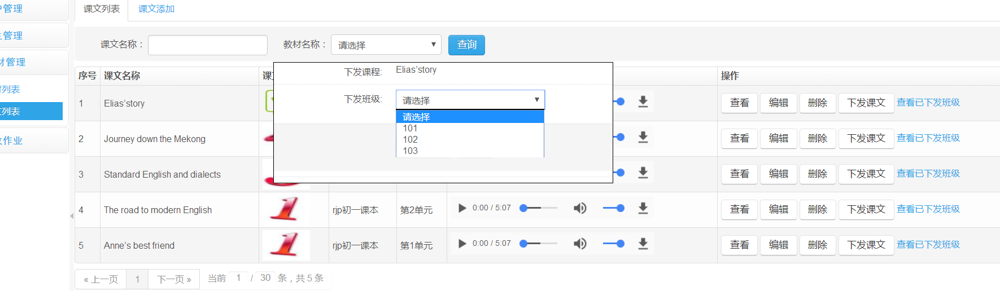 户管理
课文列表 课文添加
生管理
课文名称： 教材名称： 请选择 查询
材管理
序号 课文名称 课文 操作
下发课程: Elias'story
材列表
1 Elias'story 查看 编辑 删除 下发课文 查看已下发班级
下发班级: 请选择
文列表
请选择
101
102
103
2 Journey down the Mekong 查看 编辑 删除 下发课文 查看已下发班级
作业
3 Standard English and dialects 查看 编辑 删除 下发课文 查看已下发班级
4 The road to modern English rjp初一课本 第2单元 0:00 / 5:07 查看 编辑 删除 下发课文 查看已下发班级
5 Anne's best friend rjp初一课本 第1单元 0:00 / 5:07 查看 编辑 删除 下发课文 查看已下发班级
« 上一页 1 下一页 » 当前 1 / 30 条，共 5 条